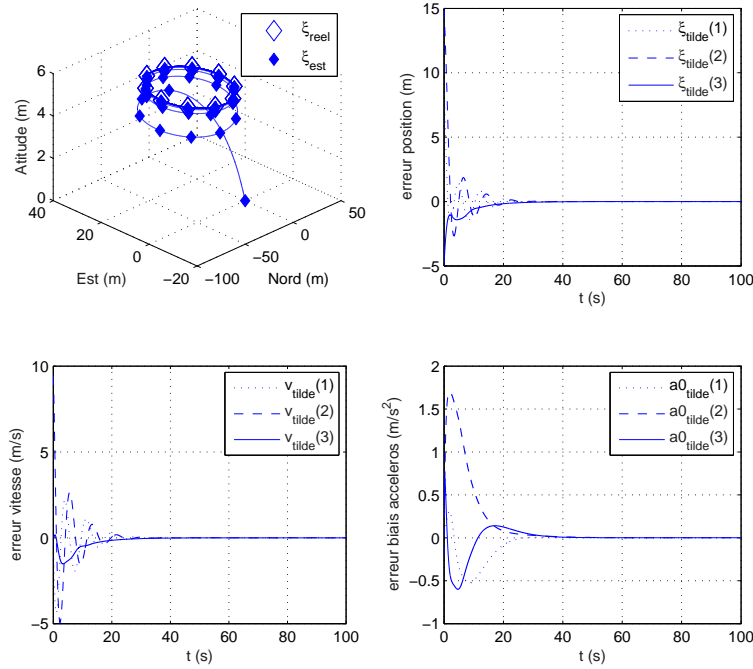 ξreel
ξest
6
4
2
0
Atitude (m)
40
20
0
−20
Est (m)
−100
−50
0
50
Nord (m)
ξtilde(1)
ξtilde(2)
ξtilde(3)
15
10
5
0
−5
erreur position (m)
0 20 40 60 80 100
t (s)
vtilde(1)
vtilde(2)
vtilde(3)
10
5
0
−5
erreur vitesse (m/s)
0 20 40 60 80 100
t (s)
a0tilde(1)
a0tilde(2)
a0tilde(3)
2
1.5
1
0.5
0
−0.5
−1
erreur biais acceleros (m/s2)
0 20 40 60 80 100
t (s)